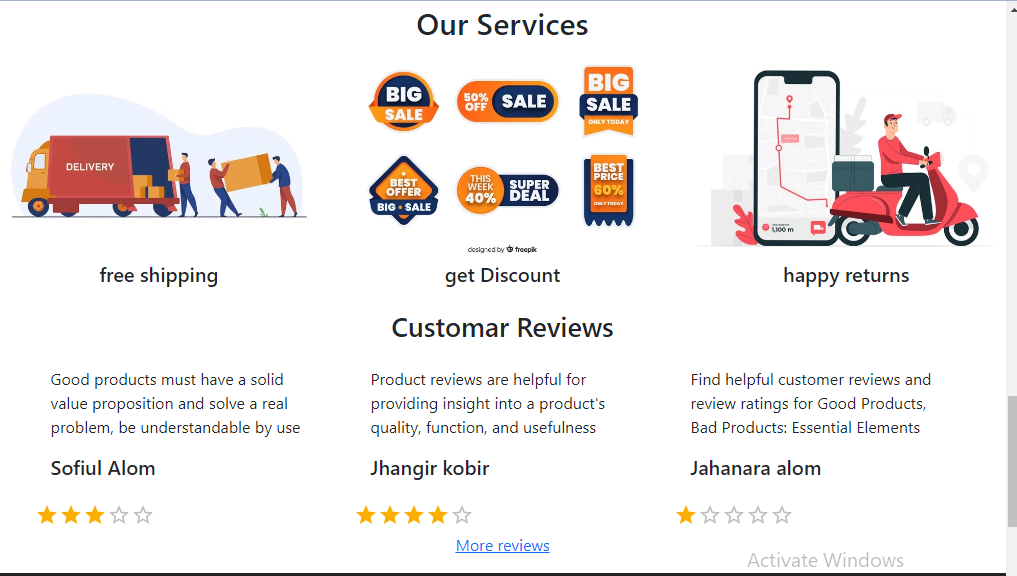 Our Services
DELIVERY
BIG
SALE
50%
OFF
SALE
BIG
SALE
ONLY TODAY
BEST
OFFER
BIG • SALE
THIS
WEEK
40%
SUPER
DEAL
BEST
PRICE
60%
ONLY TODAY
designed by freepik
1,100 m
free shipping
get Discount
happy returns
Customar Reviews
Good products must have a solid
value proposition and solve a real
problem, be understandable by use
Sofiul Alom
Product reviews are helpful for
providing insight into a product's
quality, function, and usefulness
Jhangir kobir
Find helpful customer reviews and
review ratings for Good Products,
Bad Products: Essential Elements
Jahanara alom
More reviews
Activate Windows